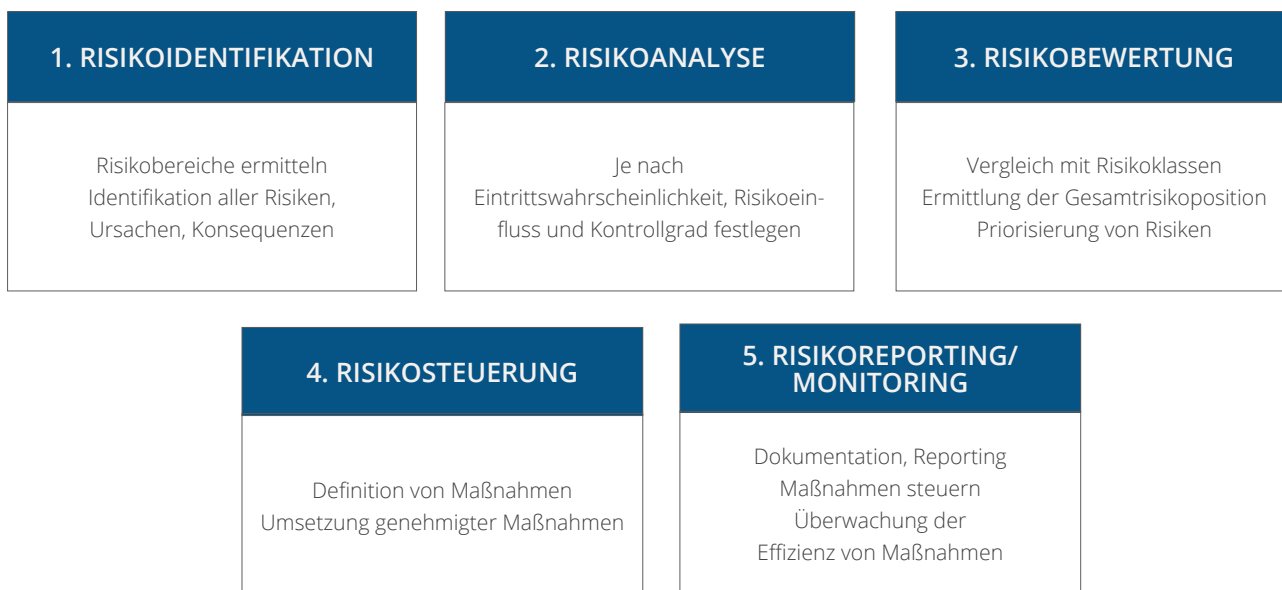 1. RISIKOIDENTIFIKATION
Risikobereiche ermitteln
Identifikation aller Risiken,
Ursachen, Konsequenzen
2. RISIKOANALYSE
Je nach
Eintrittswahrscheinlichkeit, Risikoein-
fluss und Kontrollgrad festlegen
3. RISIKOBEWERTUNG
Vergleich mit Risikoklassen
Ermittlung der Gesamtrisikoposition
Priorisierung von Risiken
4. RISIKOSTEUERUNG
Definition von Maßnahmen
Umsetzung genehmigter Maßnahmen
5. RISIKOREPORTING/
MONITORING
Dokumentation, Reporting
Maßnahmen steuern
Überwachung der
Effizienz von Maßnahmen